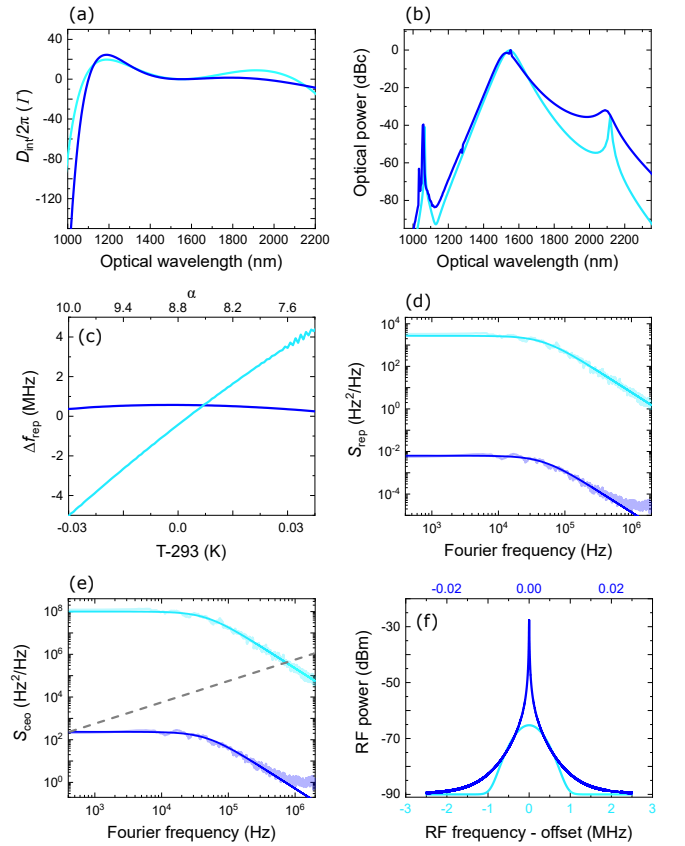 (a)
40
0
-40
-80
-120
D_int/2π (Γ)
1000 1200 1400 1600 1800 2000 2200
Optical wavelength (nm)
(b)
0
-20
-40
-60
-80
Optical power (dBc)
1000 1200 1400 1600 1800 2000 2200
Optical wavelength (nm)
α
10.0 9.4 8.8 8.2 7.6
(c)
4
2
0
-2
-4
Δf_rep (MHz)
-0.03 0.0 0.03
T-293 (K)
(d)
10^4
10^2
10^0
10^-2
10^-4
S_rep (Hz²/Hz)
10^3 10^4 10^5 10^6
Fourier frequency (Hz)
(e)
10^8
10^6
10^4
10^2
10^0
S_ceo (Hz²/Hz)
10^3 10^4 10^5 10^6
Fourier frequency (Hz)
-0.02 0.00 0.02
(f)
-30
-50
-70
-90
RF power (dBm)
-3 -2 -1 0 1 2 3
RF frequency - offset (MHz)